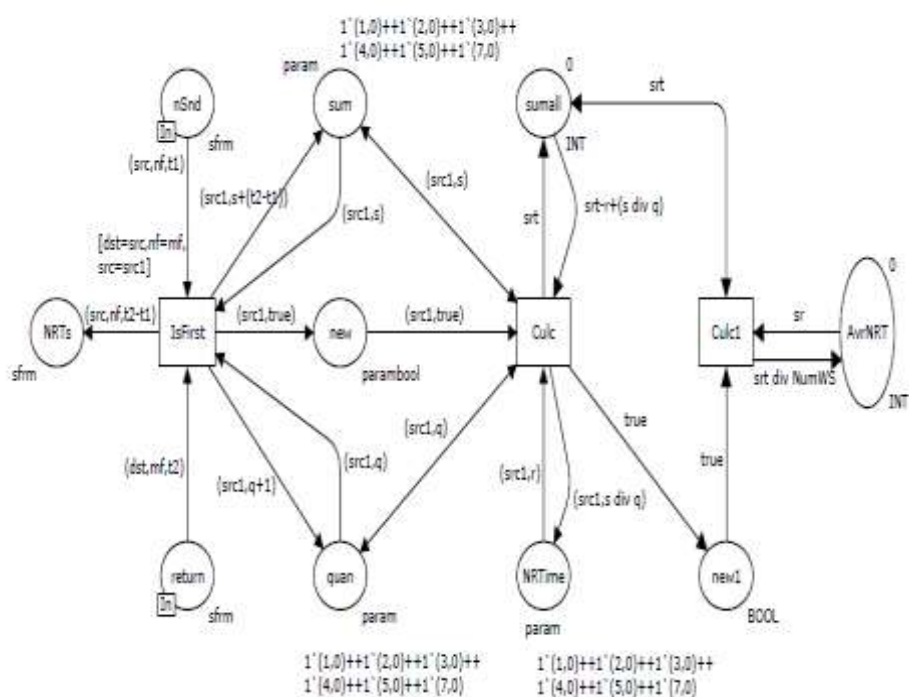 1`(1,0)++1`(2,0)++1`(3,0)++
1`(4,0)++1`(5,0)++1`(7,0)
param
0
nSnd
In
sfrm
sum
sumall
INT
srt
(src,nf,t1)
(src1,s+(t2-t1))
(src1,s)
(src1,s)
srt
srt-r+(s div q)
[dst=src,nf=mf,
src=src1]
0
NRTs
sfrm
(src,nf,t2-t1)
IsFirst
(src1,true)
new
parambool
(src1,true)
Culc
Culc1
sr
srt div NumWS
AvrNRT
INT
(dst,mf,t2)
(src1,q+1)
(src1,q)
(src1,q)
(src1,r)
(src1,s div q)
true
true
return
In
sfrm
quan
param
NRTime
param
new1
BOOL
1`(1,0)++1`(2,0)++1`(3,0)++
1`(4,0)++1`(5,0)++1`(7,0)
1`(1,0)++1`(2,0)++1`(3,0)++
1`(4,0)++1`(5,0)++1`(7,0)